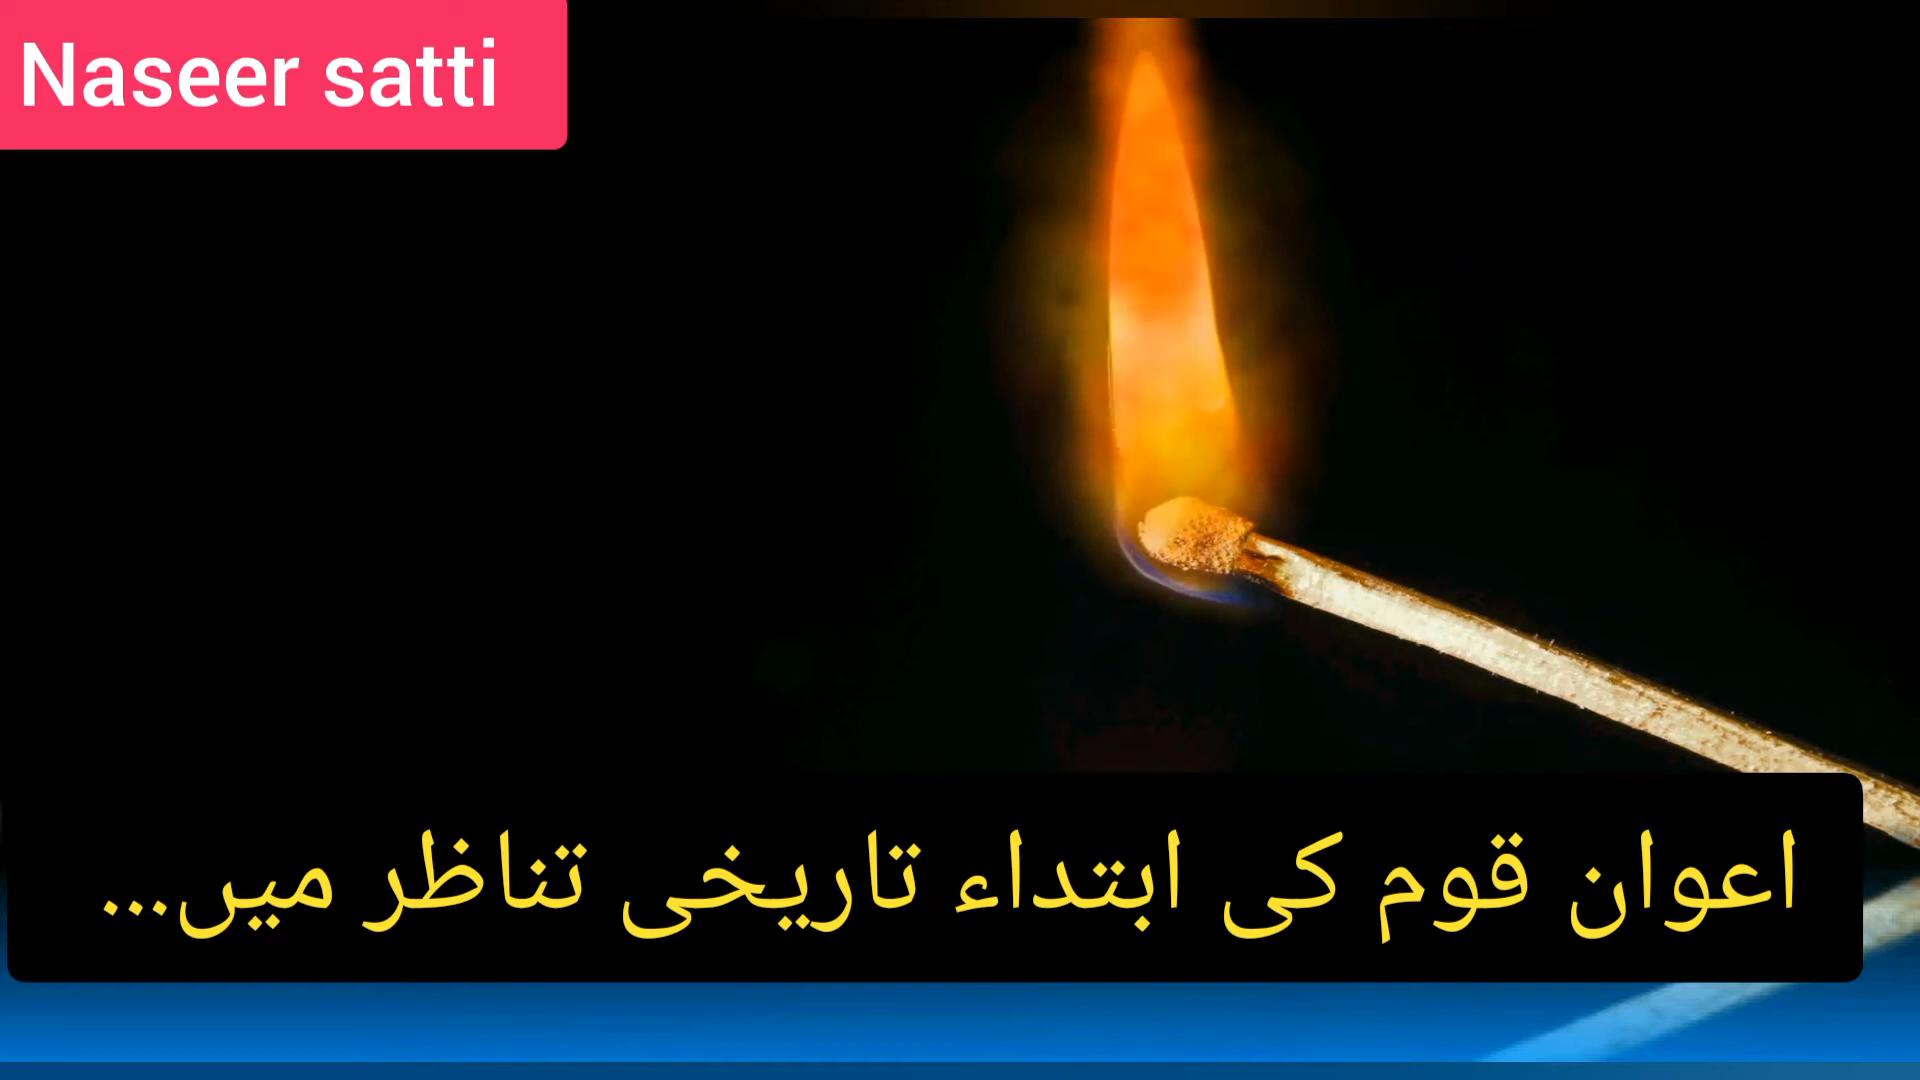 Naseer satti
اعوان قوم کی ابتداء تاریخی تناظر میں...